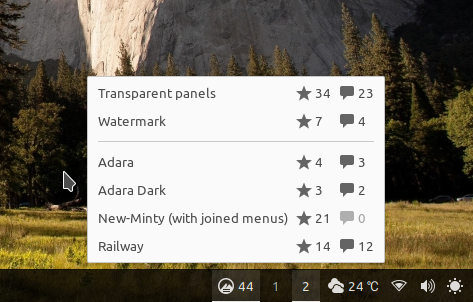 Transparent panels 34 23
Watermark 7 4
Adara 4 3
Adara Dark 3 2
New-Minty (with joined menus) 21 0
Railway 14 12
44 1 2 24 ℃